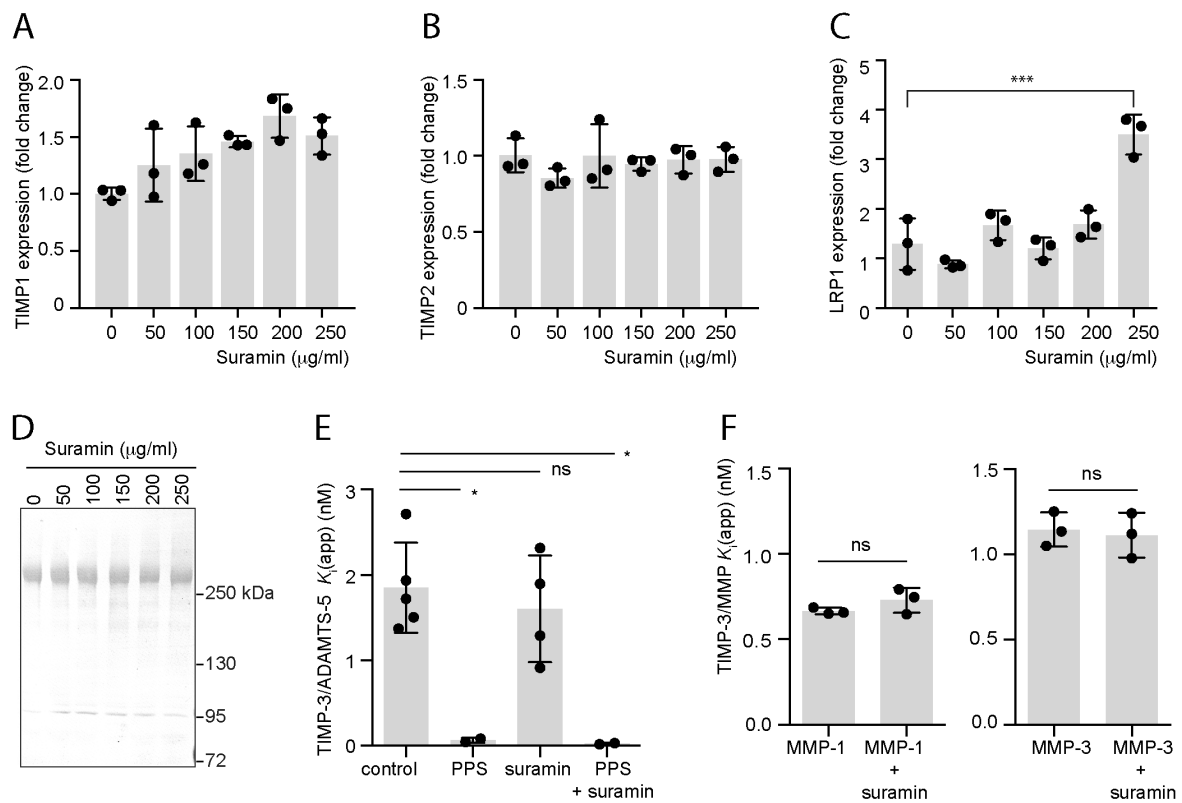 A
TIMP1 expression (fold change)
2.0
1.5
1.0
0.5
0
0 50 100 150 200 250
Suramin (μg/ml)
B
TIMP2 expression (fold change)
1.5
1.0
0.5
0
0 50 100 150 200 250
Suramin (μg/ml)
C
LRP1 expression (fold change)
5
4
3
2
1
0
***
0 50 100 150 200 250
Suramin (μg/ml)
D
Suramin (μg/ml)
0 50 100 150 200 250
250 kDa
130
95
72
E
TIMP-3/ADAMTS-5 Ki(app) (nM)
*
ns
*
3
2
1
0
control PPS suramin PPS
+ suramin
F
TIMP-3/MMP Ki(app) (nM)
1.5
1.0
0.5
0.0
ns
MMP-1 MMP-1
+
suramin
1.5
1.0
0.5
0.0
ns
MMP-3 MMP-3
+
suramin